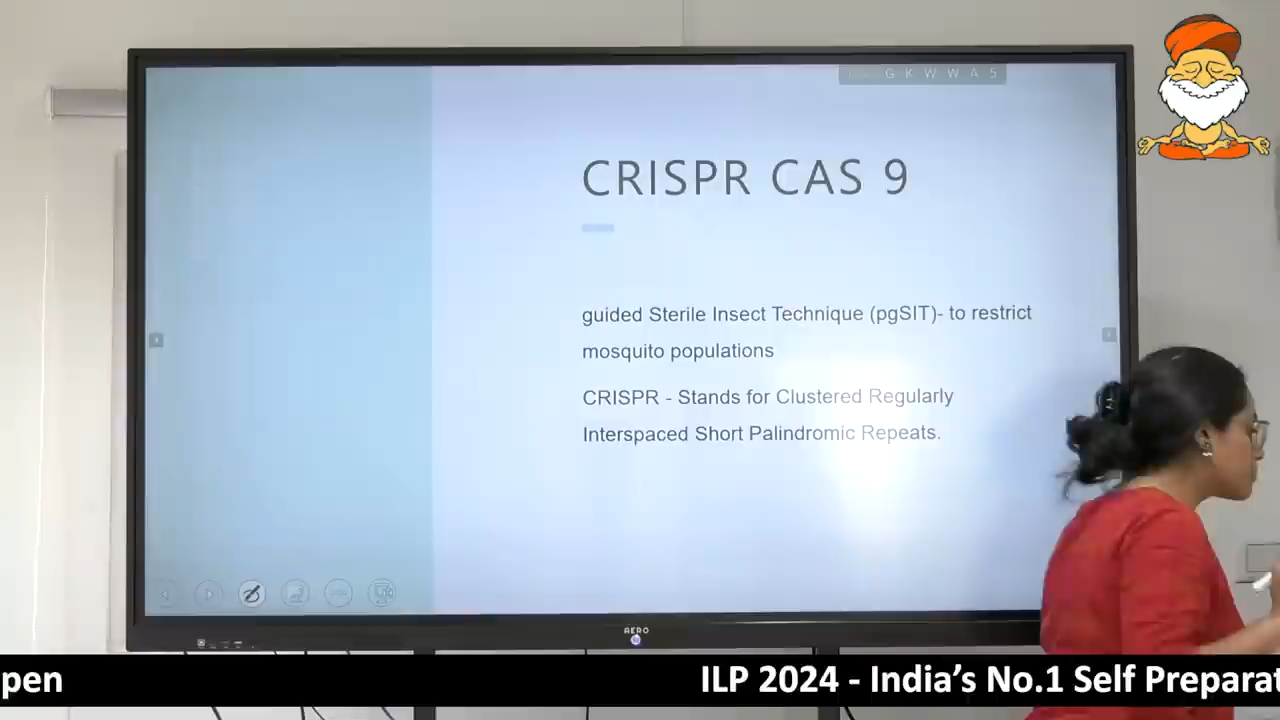 G K W W A 5
CRISPR CAS 9
guided Sterile Insect Technique (pgSIT)- to restrict
mosquito populations
CRISPR - Stands for Clustered Regularly
Interspaced Short Palindromic Repeats.
AERO
pen
ILP 2024 - India’s No.1 Self Preparat